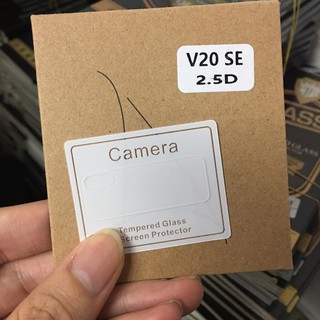 V20 SE
2.5D
Camera
Tempered Glass
Screen Protector